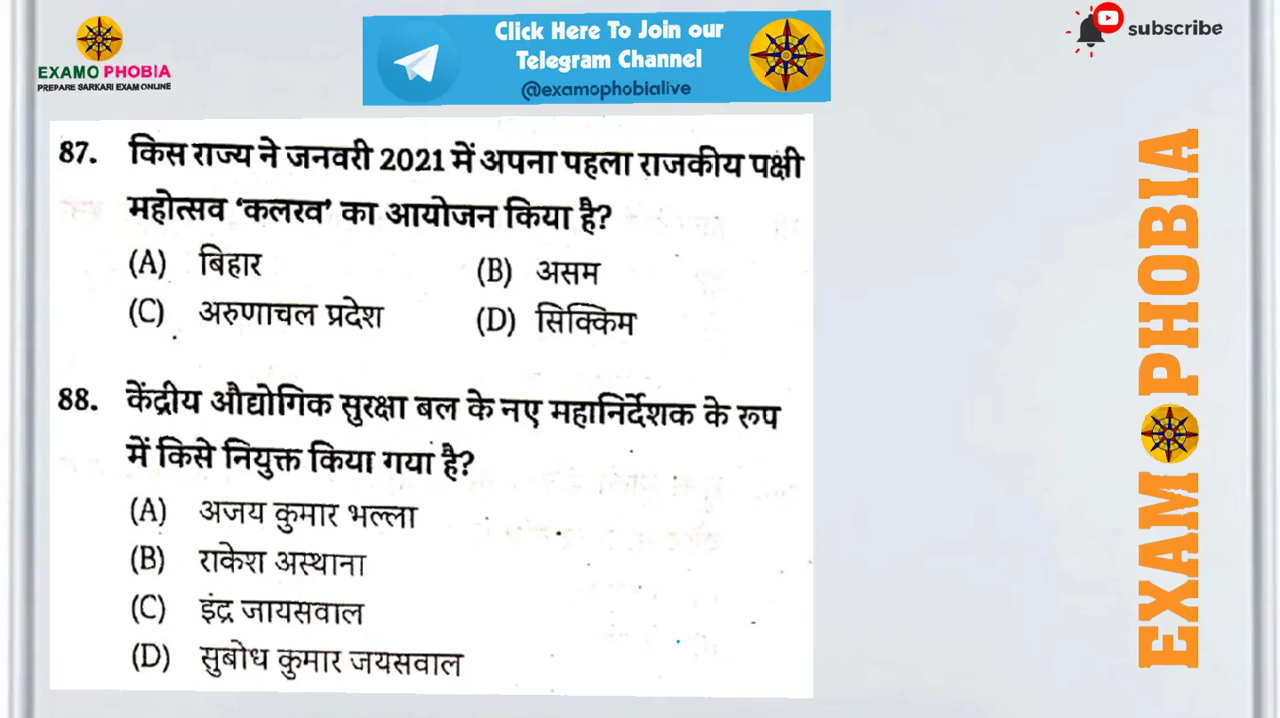 EXAMO PHOBIA
PREPARE SARKARI EXAM ONLINE
Click Here To Join our
Telegram Channel
@examophobialive
subscribe
87. किस राज्य ने जनवरी 2021 में अपना पहला राजकीय पक्षी
महोत्सव ‘कलरव’ का आयोजन किया है?
(A) बिहार (B) असम
(C) अरुणाचल प्रदेश (D) सिक्किम
88. केंद्रीय औद्योगिक सुरक्षा बल के नए महानिर्देशक के रूप
में किसे नियुक्त किया गया है?
(A) अजय कुमार भल्ला
(B) राकेश अस्थाना
(C) इंद्र जायसवाल
(D) सुबोध कुमार जयसवाल
EXAM PHOBIA